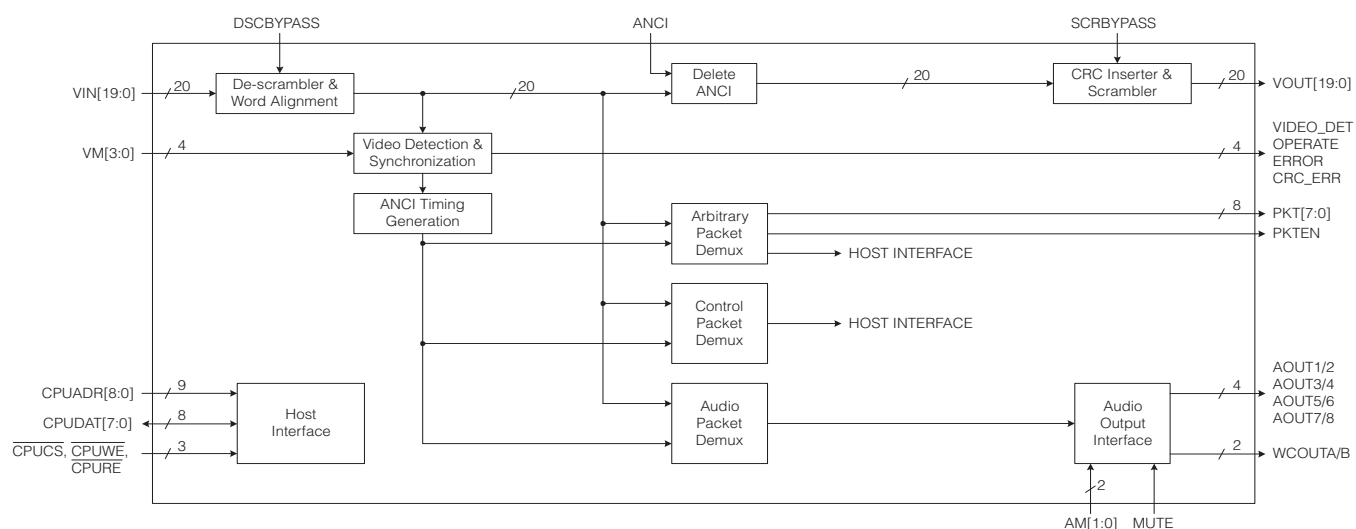 DSCBYPASS
ANCI
SCRBYPASS
VIN[19:0]
20
De-scrambler &
Word Alignment
20
Delete
ANCI
20
CRC Inserter &
Scrambler
20
VOUT[19:0]
VM[3:0]
4
Video Detection &
Synchronization
4
VIDEO_DET
OPERATE
ERROR
CRC_ERR
ANCI Timing
Generation
Arbitrary
Packet
Demux
8
PKT[7:0]
PKTEN
HOST INTERFACE
Control
Packet
Demux
HOST INTERFACE
CPUADR[8:0]
9
CPUDAT[7:0]
8
CPUCS, CPUWE,
CPURE
3
Host
Interface
Audio
Packet
Demux
Audio
Output
Interface
4
AOUT1/2
AOUT3/4
AOUT5/6
AOUT7/8
2
WCOUTA/B
2
AM[1:0]
MUTE